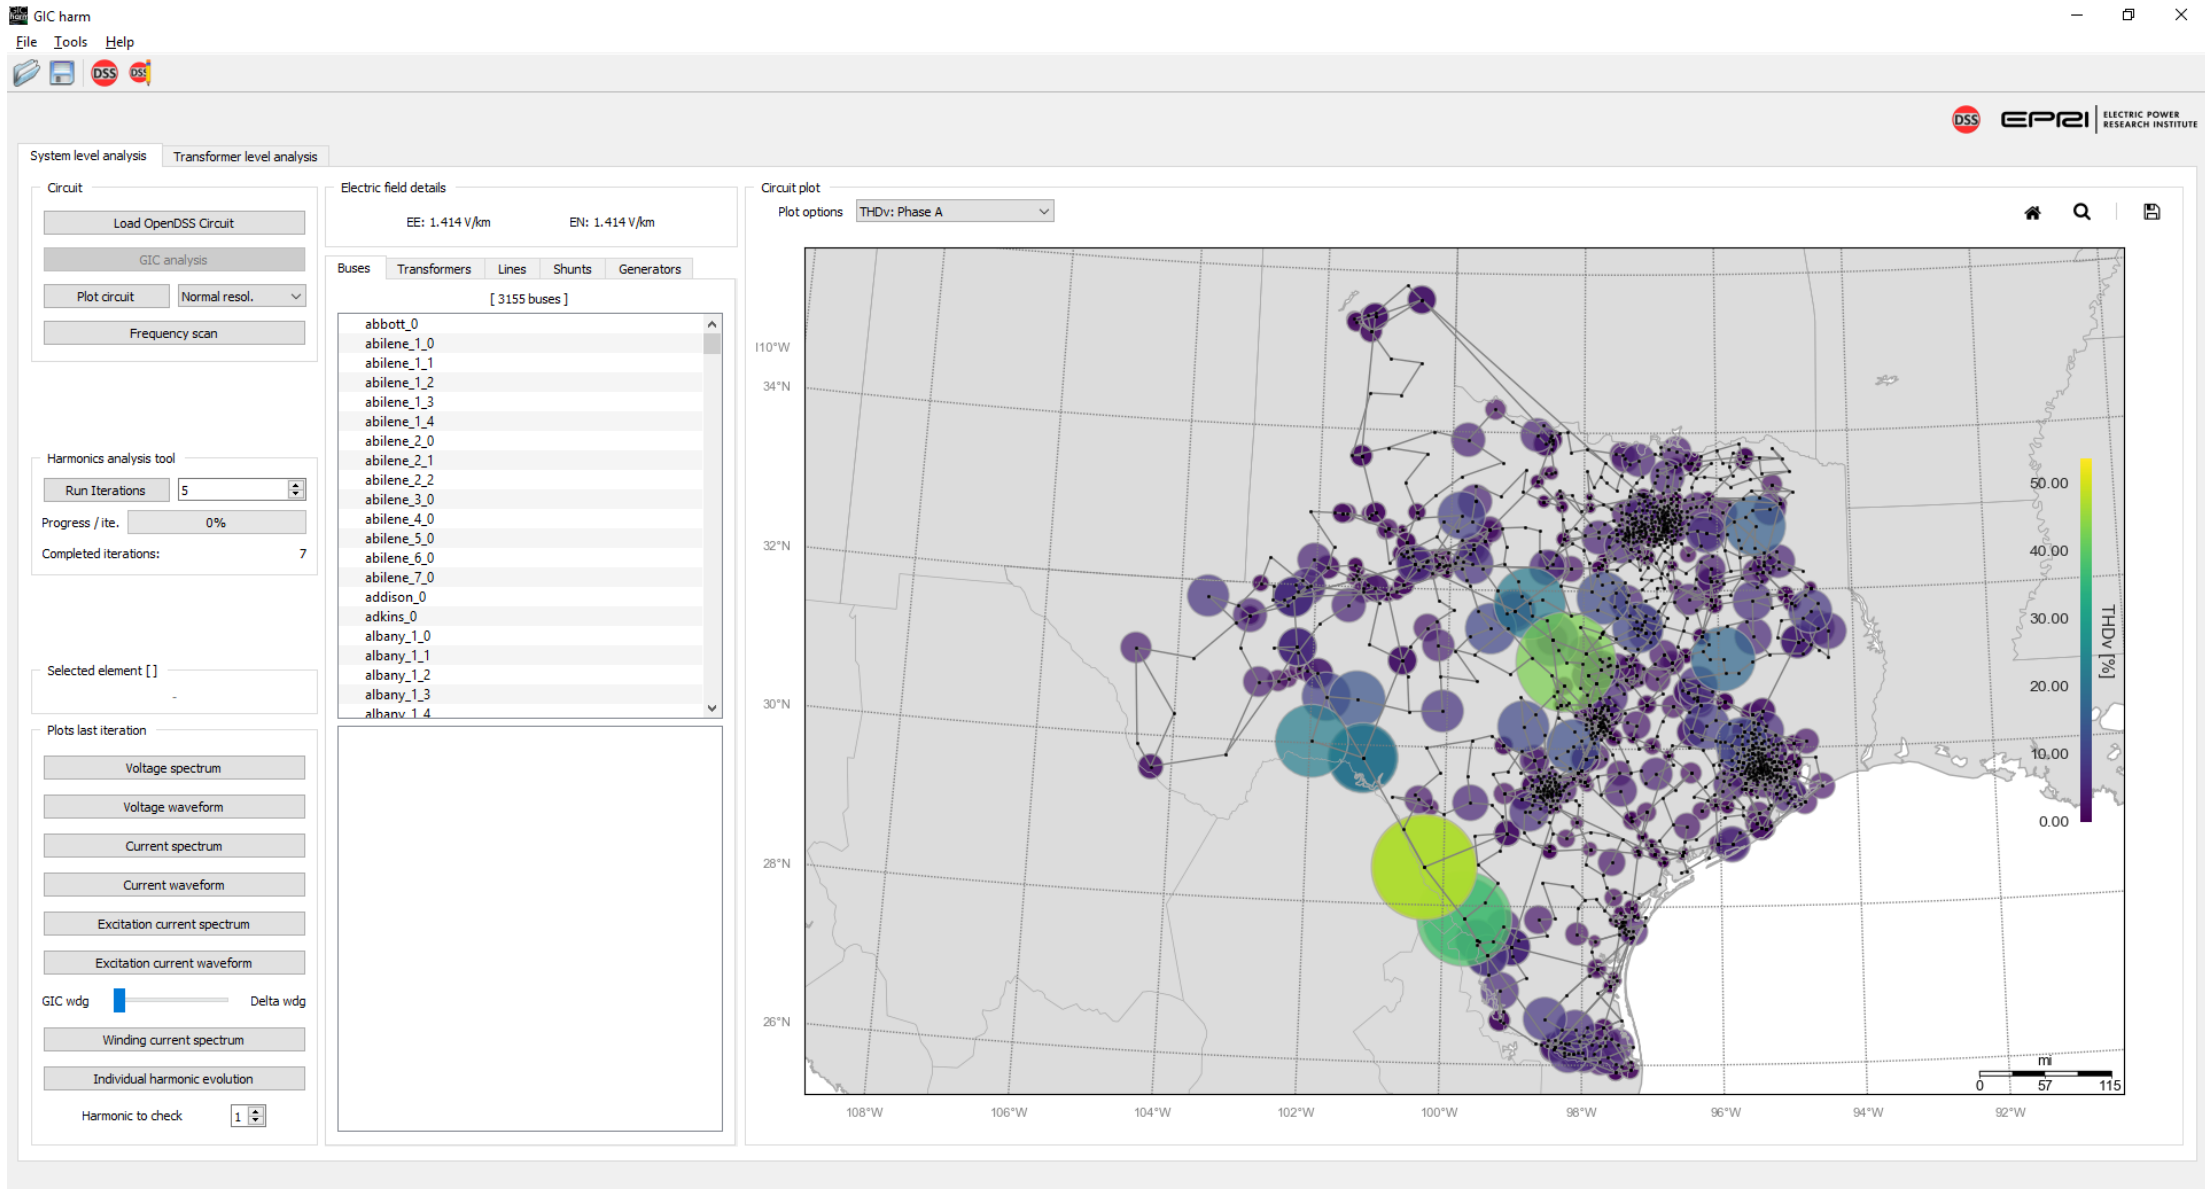 GIC harm
File Tools Help
DSS DSS
DSS EPRI ELECTRIC POWER
RESEARCH INSTITUTE
System level analysis Transformer level analysis
Circuit
Load OpenDSS Circuit
GIC analysis
Plot circuit Normal resol.
Frequency scan
Harmonics analysis tool
Run Iterations 5
Progress / ite. 0%
Completed iterations: 7
Selected element [ ]
-
Plots last iteration
Voltage spectrum
Voltage waveform
Current spectrum
Current waveform
Excitation current spectrum
Excitation current waveform
GIC wdg Delta wdg
Winding current spectrum
Individual harmonic evolution
Harmonic to check 1
Electric field details
EE: 1.414 V/km EN: 1.414 V/km
Buses Transformers Lines Shunts Generators
[ 3155 buses ]
abbott_0
abilene_1_0
abilene_1_1
abilene_1_2
abilene_1_3
abilene_1_4
abilene_2_0
abilene_2_1
abilene_2_2
abilene_3_0
abilene_4_0
abilene_5_0
abilene_6_0
abilene_7_0
addison_0
adkins_0
albany_1_0
albany_1_1
albany_1_2
albany_1_3
albany_1_4
Circuit plot
Plot options THDv: Phase A
110°W
34°N
32°N
30°N
28°N
26°N
108°W 106°W 104°W 102°W 100°W 98°W 96°W 94°W 92°W
50.00
40.00
30.00
20.00
10.00
0.00
THDv [%]
mi
0 57 115